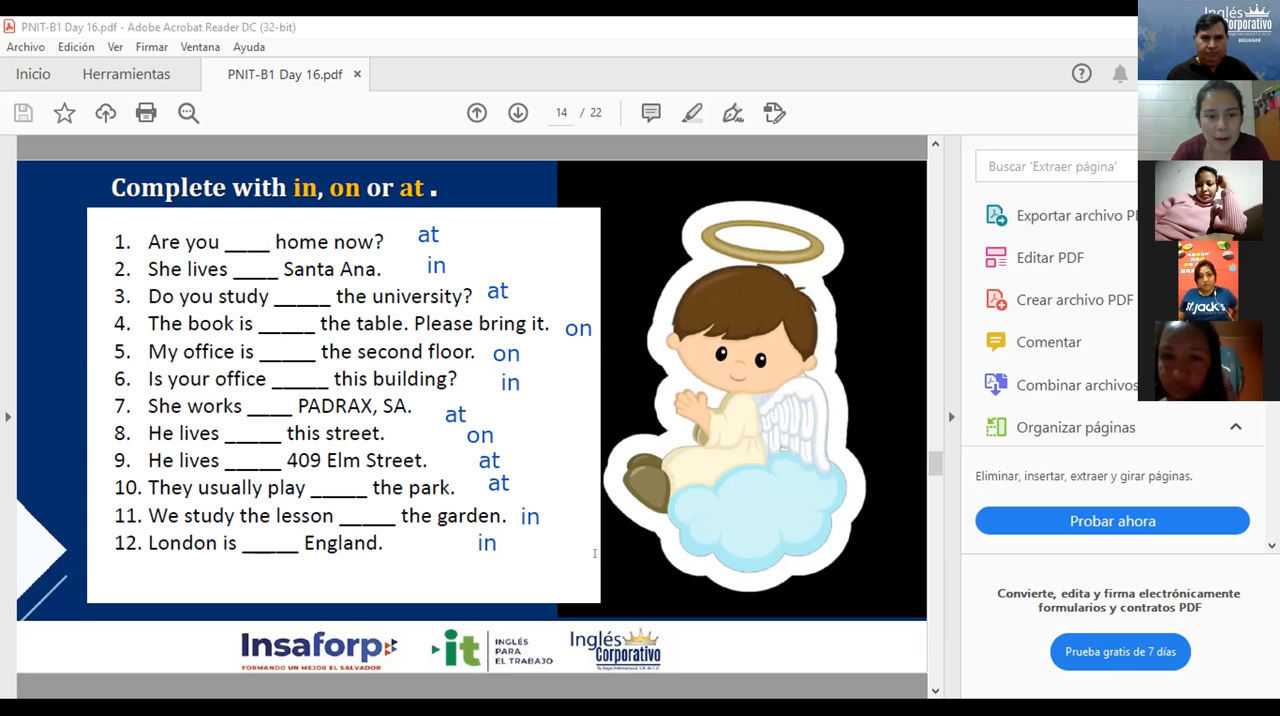 PNIT-B1 Day 16.pdf - Adobe Acrobat Reader DC (32-bit)
Archivo Edición Ver Firmar Ventana Ayuda
Inicio Herramientas PNIT-B1 Day 16.pdf ×
14 / 22
Complete with in, on or at .
1. Are you ____ home now? at
2. She lives ____ Santa Ana. in
3. Do you study _____ the university? at
4. The book is _____ the table. Please bring it. on
5. My office is _____ the second floor. on
6. Is your office _____ this building? in
7. She works ____ PADRAX, SA. at
8. He lives _____ this street. on
9. He lives _____ 409 Elm Street. at
10. They usually play _____ the park. at
11. We study the lesson _____ the garden. in
12. London is _____ England. in
Insaforp
FORMANDO UN MEJOR EL SALVADOR
it
INGLÉS
PARA
EL TRABAJO
Inglés
Corporativo
Buscar 'Extraer página'
Exportar archivo PD
Editar PDF
Crear archivo PDF
Comentar
Combinar archivos
Organizar páginas
Eliminar, insertar, extraer y girar páginas.
Probar ahora
Convierte, edita y firma electrónicamente
formularios y contratos PDF
Prueba gratis de 7 días
Inglés
Corporativo
BEGINNER
St.jack's